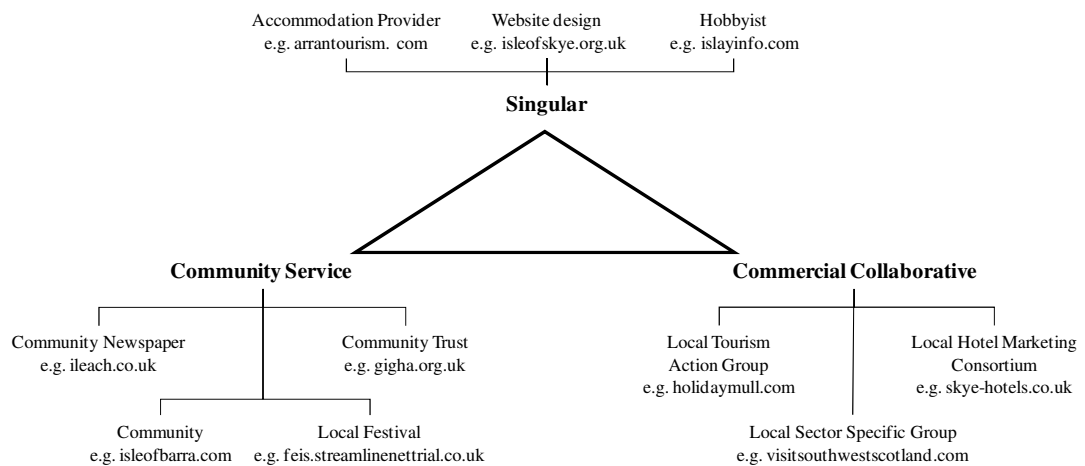 Accommodation Provider
e.g. arrantourism. com
Website design
e.g. isleofskye.org.uk
Hobbyist
e.g. islayinfo.com
Singular
Community Service
Commercial Collaborative
Community Newspaper
e.g. ileach.co.uk
Community Trust
e.g. gigha.org.uk
Local Tourism
Action Group
e.g. holidaymull.com
Local Hotel Marketing
Consortium
e.g. skye-hotels.co.uk
Community
e.g. isleofbarra.com
Local Festival
e.g. feis.streamlinenettrial.co.uk
Local Sector Specific Group
e.g. visitsouthwestscotland.com